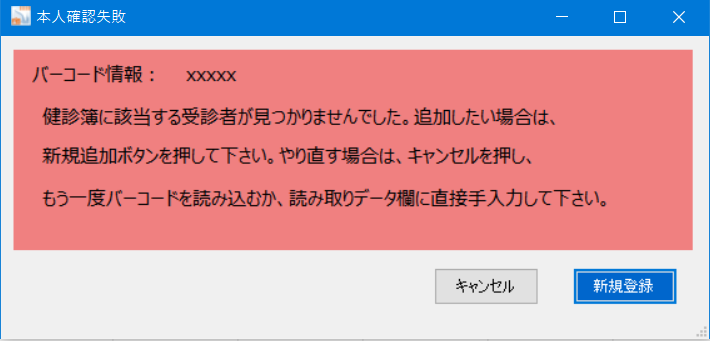 本人確認失敗
バーコード情報： xxxxx
健診簿に該当する受診者が見つかりませんでした。追加したい場合は、
新規追加ボタンを押して下さい。やり直す場合は、キャンセルを押し、
もう一度バーコードを読み込むか、読み取りデータ欄に直接手入力して下さい。
キャンセル 新規登録